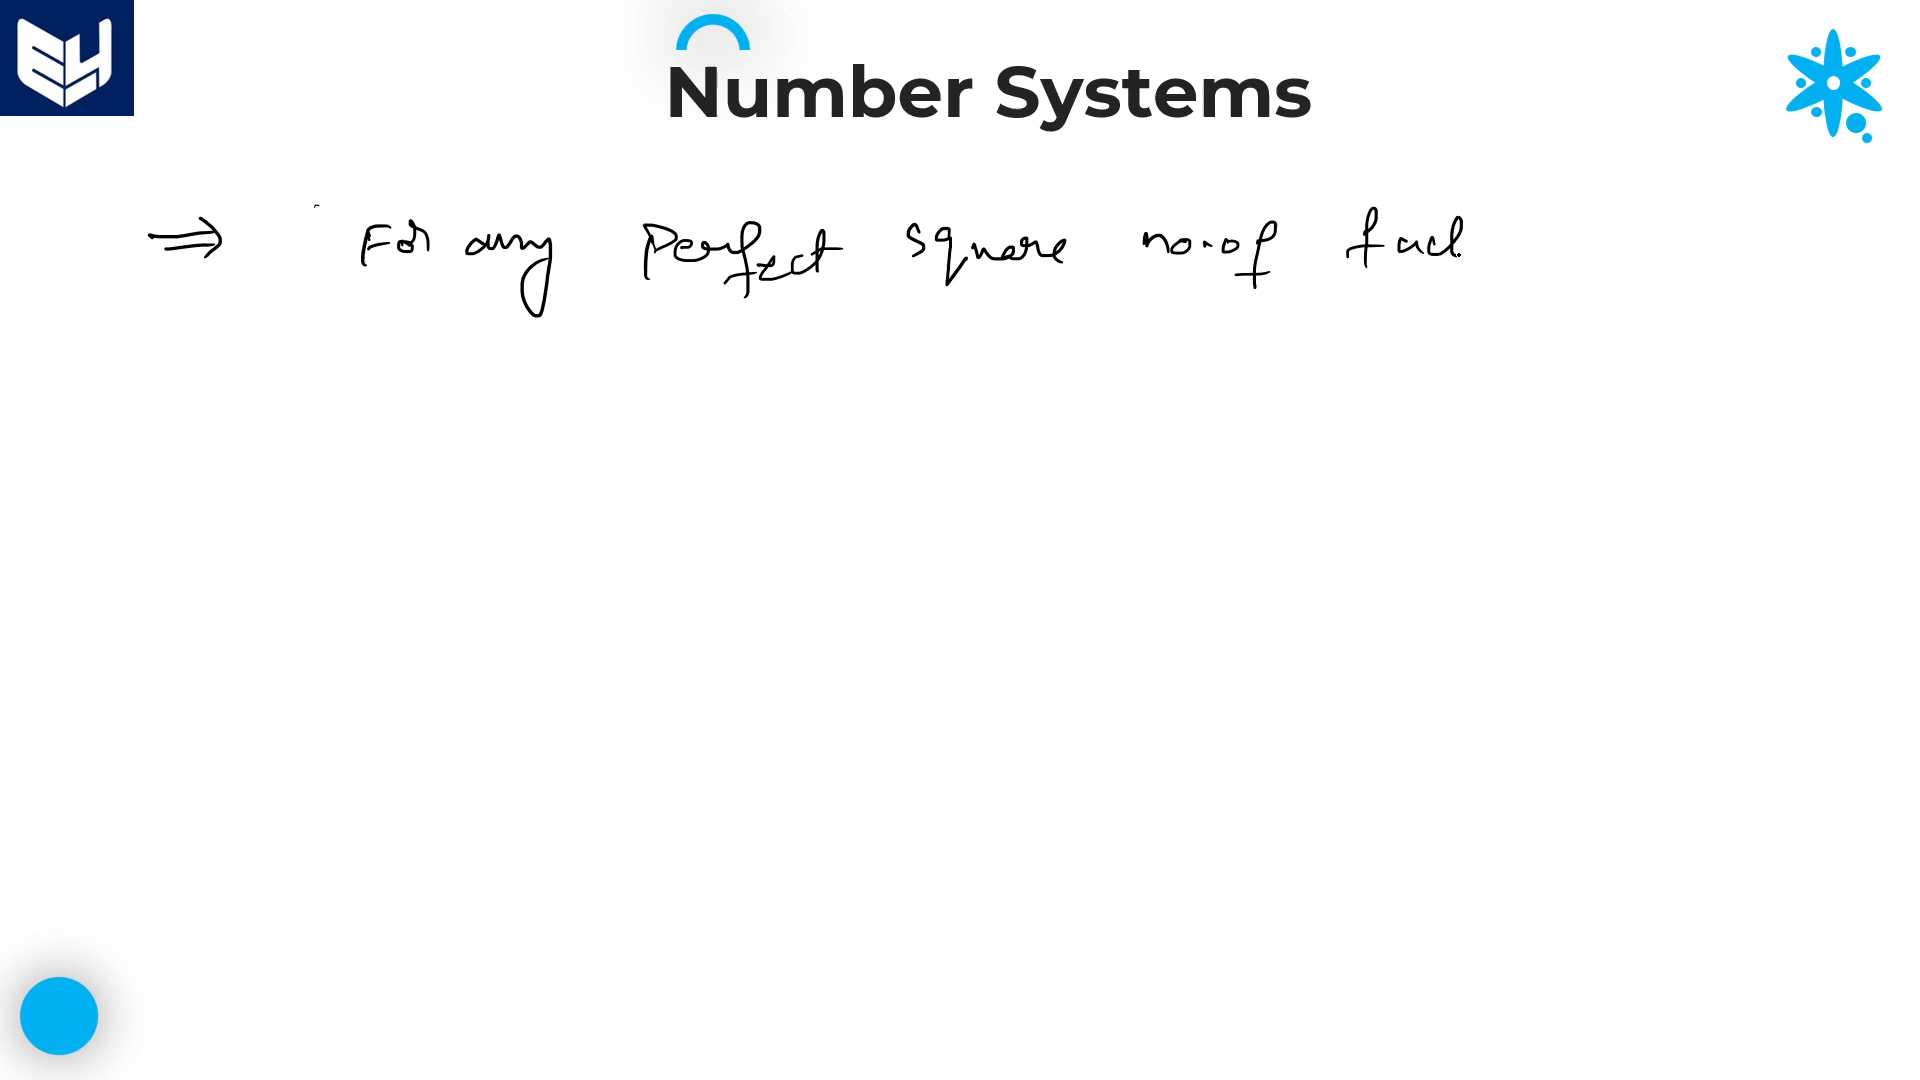 Number Systems
⇒ For any Perfect square no. of fact